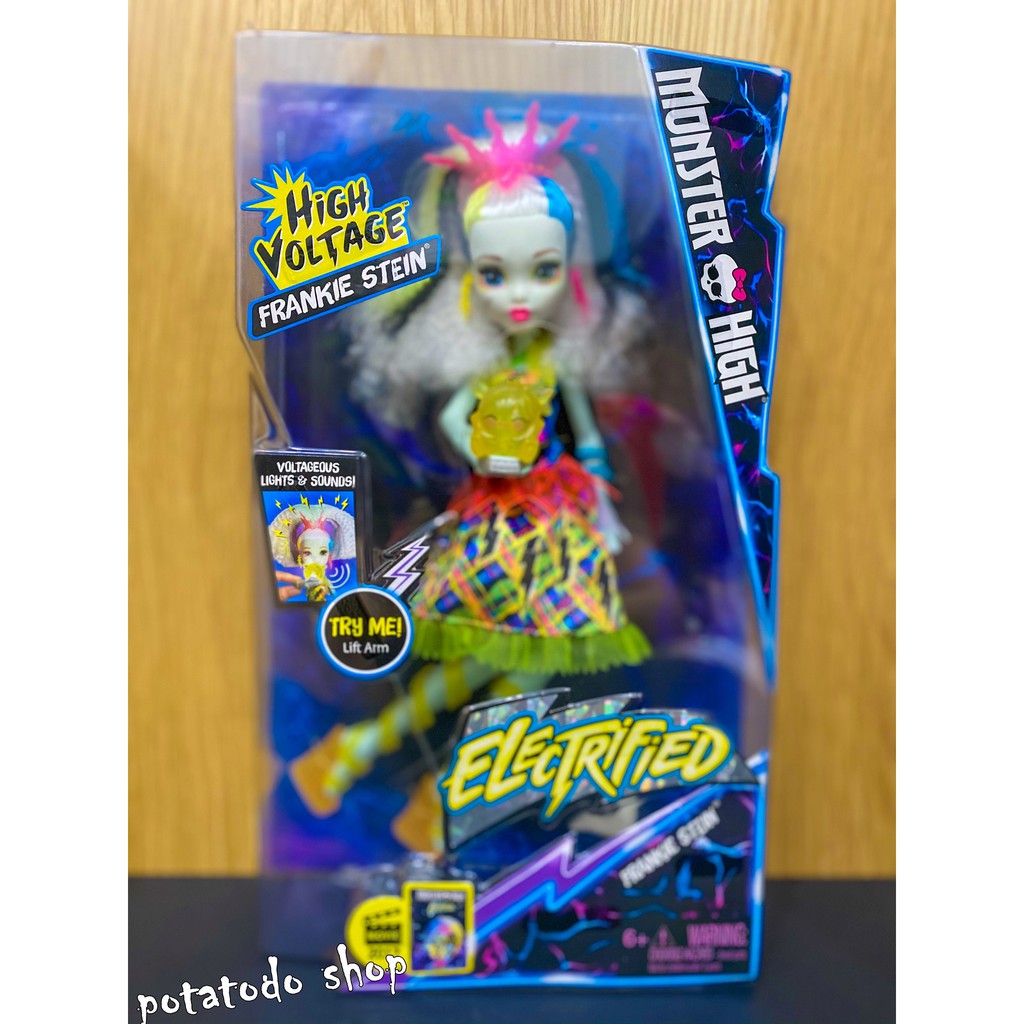 MONSTER HIGH®
HIGH
VOLTAGE™
FRANKIE STEIN®
VOLTAGEOUS
LIGHTS & SOUNDS!
TRY ME!
Lift Arm
ELECTRIFIED
FRANKIE STEIN
6+ WARNING:
potatodo shop